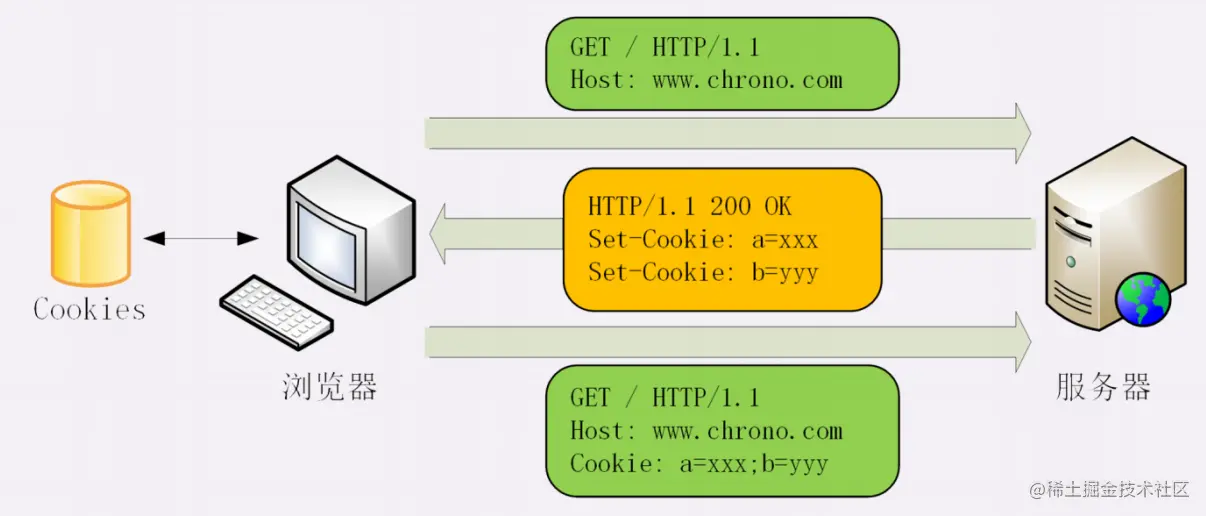 GET / HTTP/1.1
Host: www.chrono.com
HTTP/1.1 200 OK
Set-Cookie: a=xxx
Set-Cookie: b=yyy
Cookies
浏览器
服务器
GET / HTTP/1.1
Host: www.chrono.com
Cookie: a=xxx;b=yyy
@稀土掘金技术社区